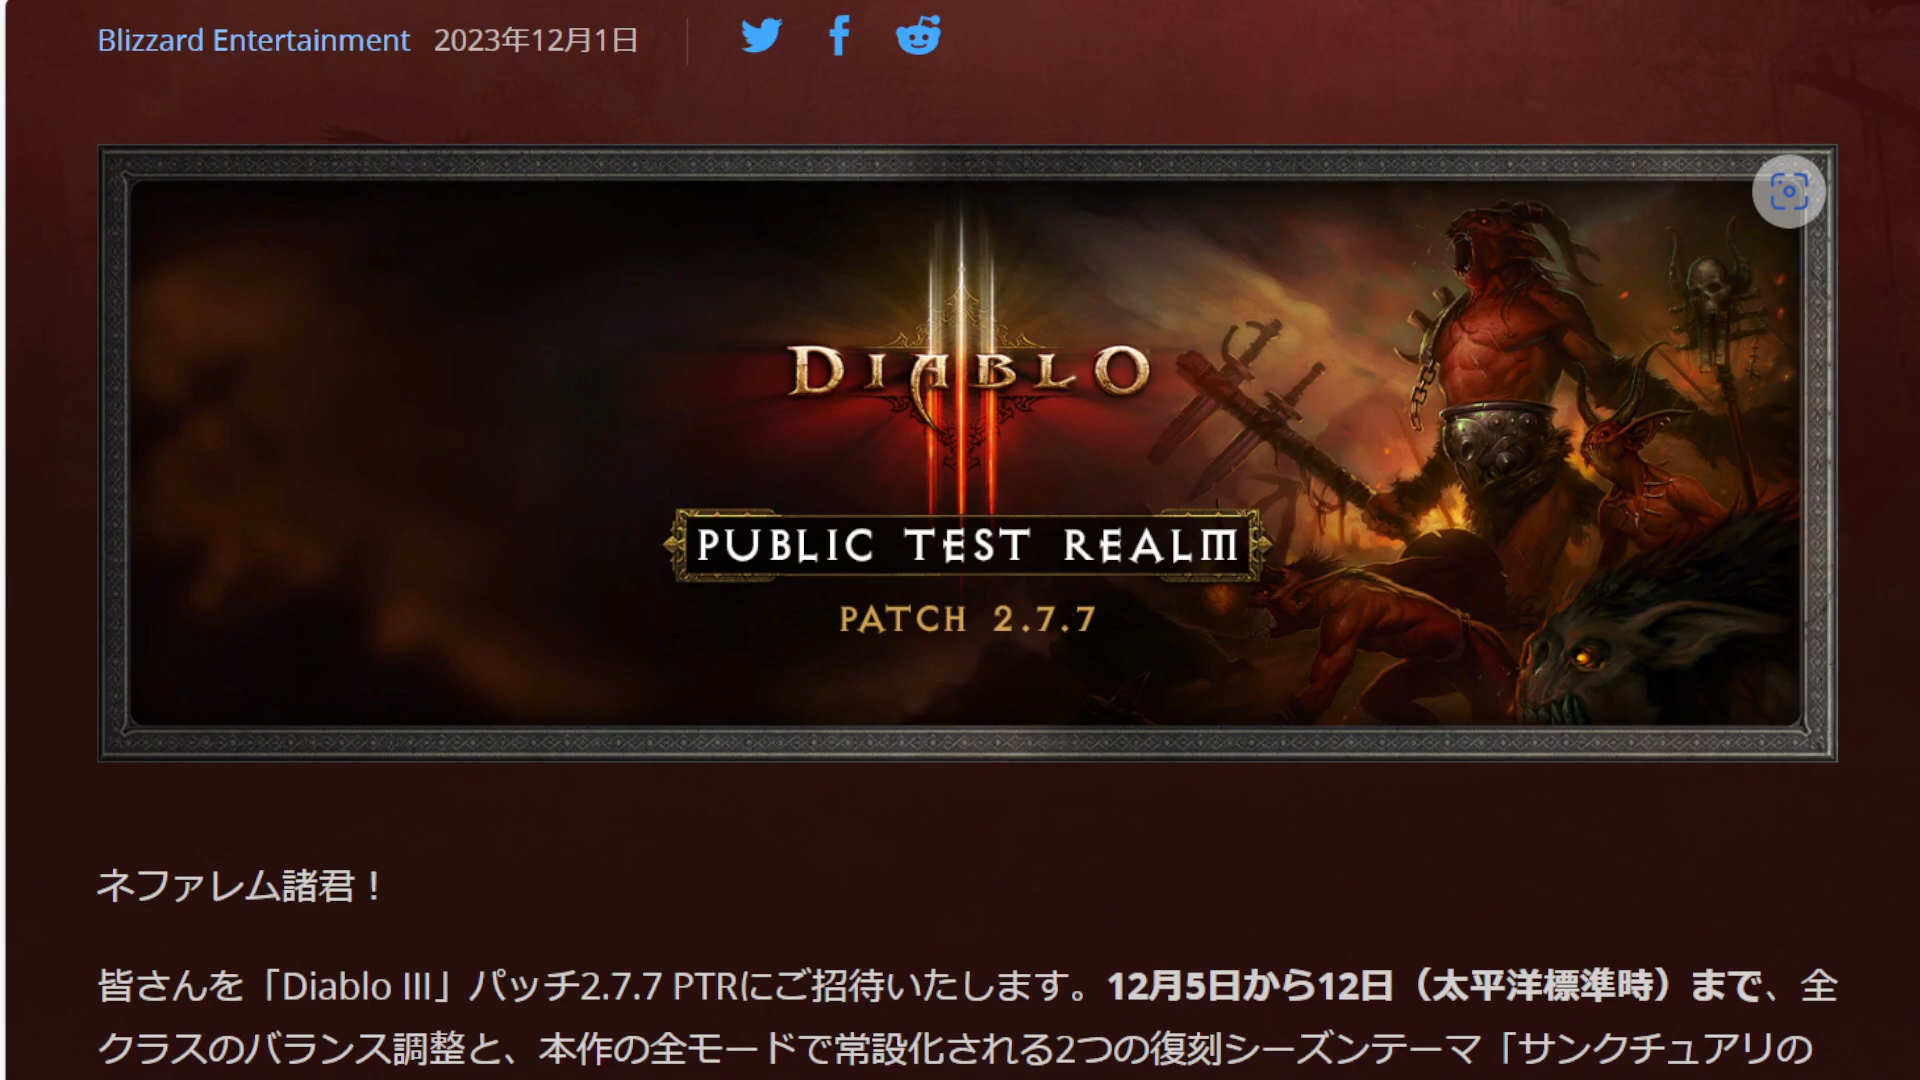 Blizzard Entertainment 2023年12月1日
DIABLO
PUBLIC TEST REALM
PATCH 2.7.7
ネファレム諸君！
皆さんを「Diablo III」パッチ2.7.7 PTRにご招待いたします。12月5日から12日（太平洋標準時）まで、全
クラスのバランス調整と、本作の全モードで常設化される2つの復刻シーズンテーマ「サンクチュアリの